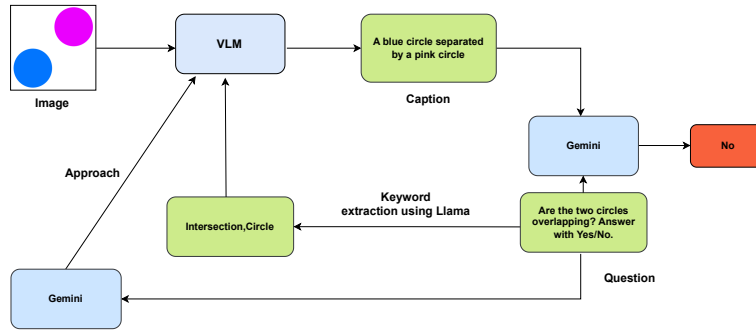 VLM
A blue circle separated
by a pink circle
Image
Caption
Gemini
No
Approach
Keyword
extraction using Llama
Intersection,Circle
Are the two circles
overlapping? Answer
with Yes/No.
Question
Gemini